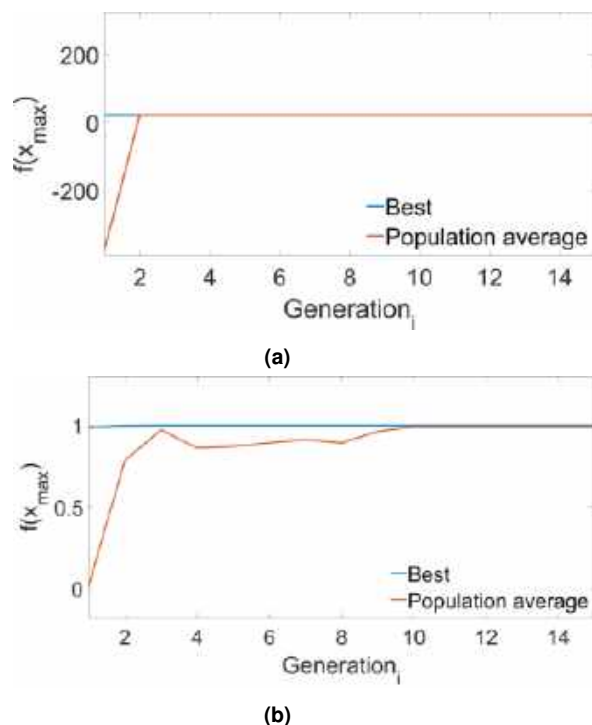 200
0
-200
f(x_max)
Best
Population average
2 4 6 8 10 12 14
Generation_i
(a)
1
0.5
0
f(x_max)
Best
Population average
2 4 6 8 10 12 14
Generation_i
(b)